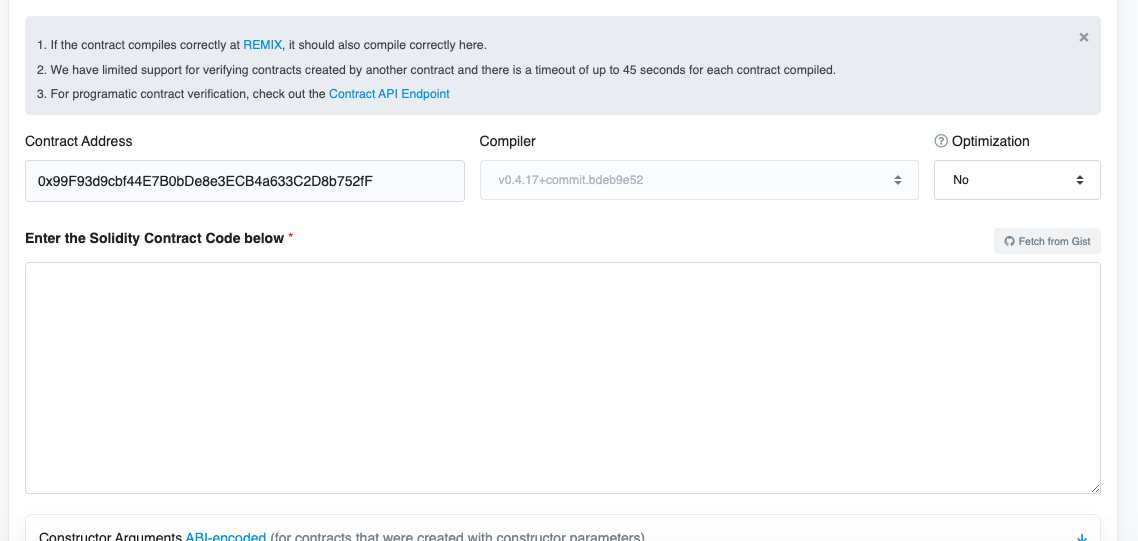 1. If the contract compiles correctly at REMIX, it should also compile correctly here.
2. We have limited support for verifying contracts created by another contract and there is a timeout of up to 45 seconds for each contract compiled.
3. For programatic contract verification, check out the Contract API Endpoint
Contract Address
Compiler
Optimization
0x99F93d9cbf44E7B0bDe8e3ECB4a633C2D8b752fF
v0.4.17+commit.bdeb9e52
No
Enter the Solidity Contract Code below *
Fetch from Gist
Constructor Arguments ABI-encoded (for contracts that were created with constructor parameters)